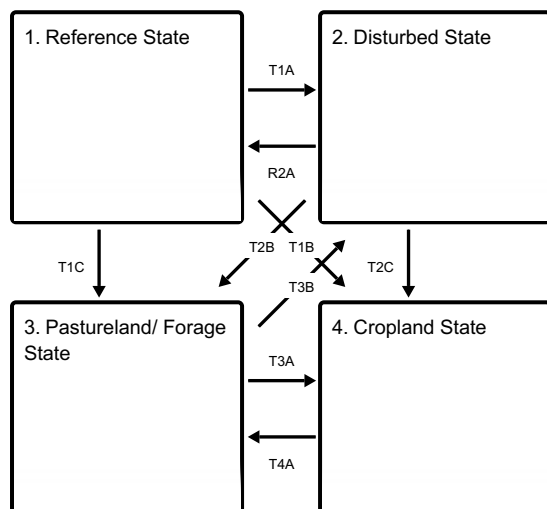 1. Reference State
2. Disturbed State
T1A
R2A
T2B
T1B
T1C
T2C
T3B
3. Pastureland/ Forage
State
4. Cropland State
T3A
T4A